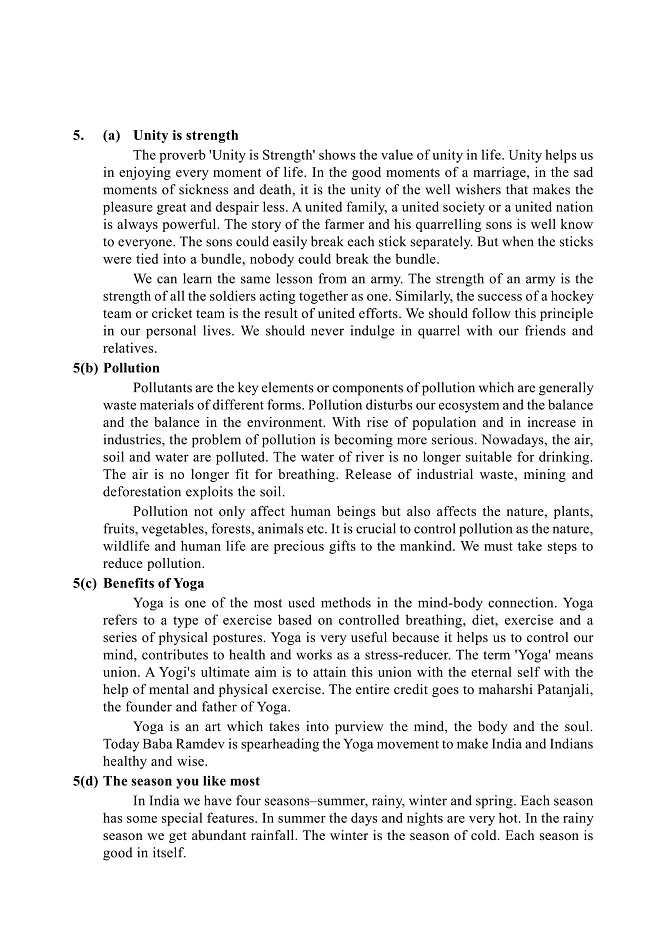 5. (a) Unity is strength
The proverb 'Unity is Strength' shows the value of unity in life. Unity helps us
in enjoying every moment of life. In the good moments of a marriage, in the sad
moments of sickness and death, it is the unity of the well wishers that makes the
pleasure great and despair less. A united family, a united society or a united nation
is always powerful. The story of the farmer and his quarrelling sons is well know
to everyone. The sons could easily break each stick separately. But when the sticks
were tied into a bundle, nobody could break the bundle.
We can learn the same lesson from an army. The strength of an army is the
strength of all the soldiers acting together as one. Similarly, the success of a hockey
team or cricket team is the result of united efforts. We should follow this principle
in our personal lives. We should never indulge in quarrel with our friends and
relatives.
5(b) Pollution
Pollutants are the key elements or components of pollution which are generally
waste materials of different forms. Pollution disturbs our ecosystem and the balance
and the balance in the environment. With rise of population and in increase in
industries, the problem of pollution is becoming more serious. Nowadays, the air,
soil and water are polluted. The water of river is no longer suitable for drinking.
The air is no longer fit for breathing. Release of industrial waste, mining and
deforestation exploits the soil.
Pollution not only affect human beings but also affects the nature, plants,
fruits, vegetables, forests, animals etc. It is crucial to control pollution as the nature,
wildlife and human life are precious gifts to the mankind. We must take steps to
reduce pollution.
5(c) Benefits of Yoga
Yoga is one of the most used methods in the mind-body connection. Yoga
refers to a type of exercise based on controlled breathing, diet, exercise and a
series of physical postures. Yoga is very useful because it helps us to control our
mind, contributes to health and works as a stress-reducer. The term 'Yoga' means
union. A Yogi's ultimate aim is to attain this union with the eternal self with the
help of mental and physical exercise. The entire credit goes to maharshi Patanjali,
the founder and father of Yoga.
Yoga is an art which takes into purview the mind, the body and the soul.
Today Baba Ramdev is spearheading the Yoga movement to make India and Indians
healthy and wise.
5(d) The season you like most
In India we have four seasons–summer, rainy, winter and spring. Each season
has some special features. In summer the days and nights are very hot. In the rainy
season we get abundant rainfall. The winter is the season of cold. Each season is
good in itself.